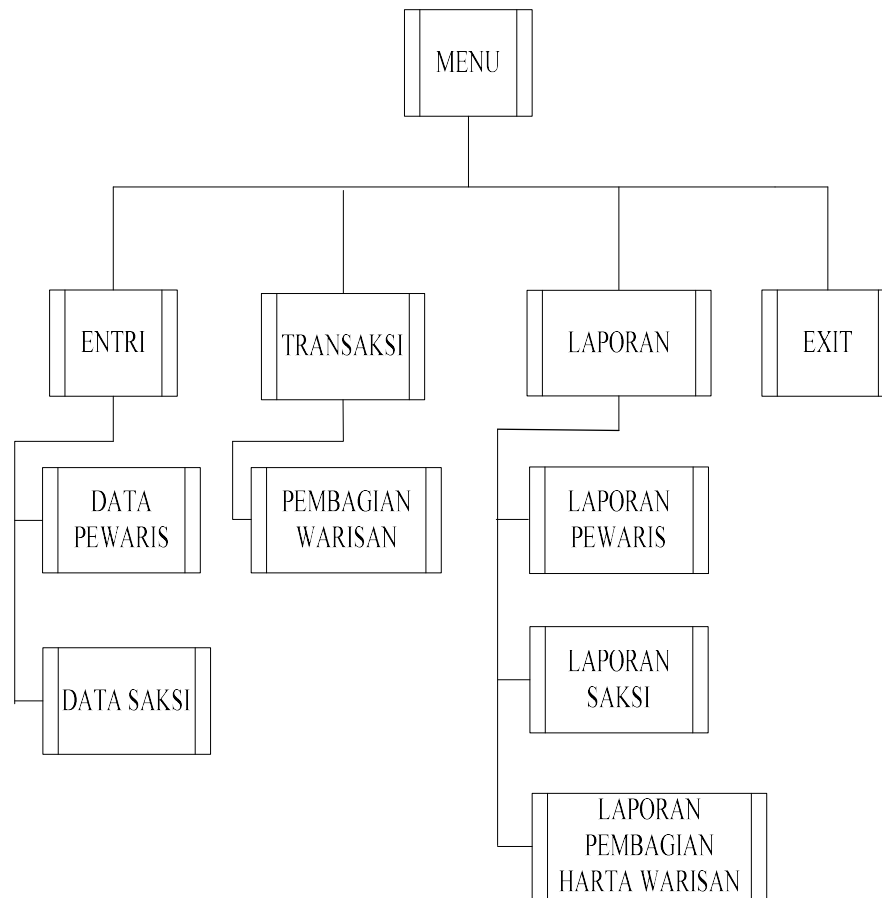 MENU
ENTRI
TRANSAKSI
LAPORAN
EXIT
DATA
PEWARIS
PEMBAGIAN
WARISAN
LAPORAN
PEWARIS
DATA SAKSI
LAPORAN
SAKSI
LAPORAN
PEMBAGIAN
HARTA WARISAN